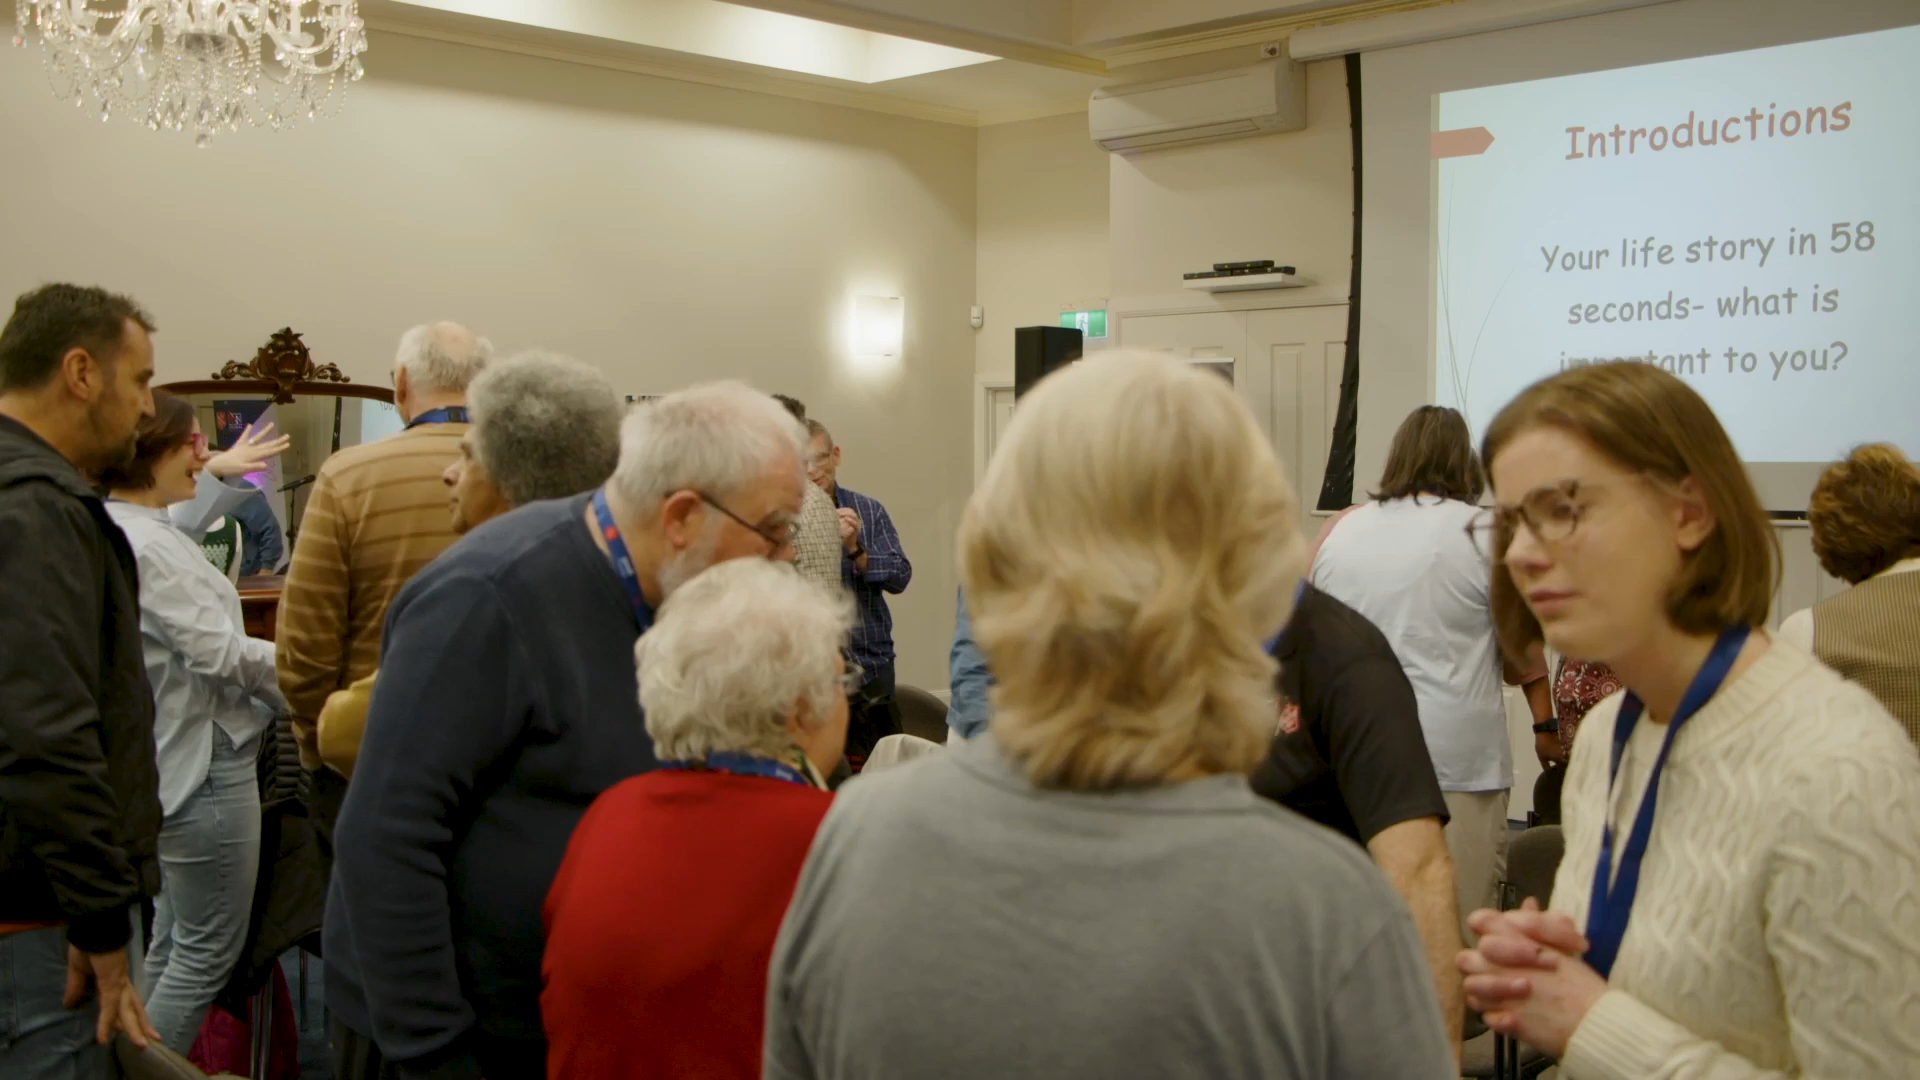 Introductions
Your life story in 58
seconds- what is
important to you?